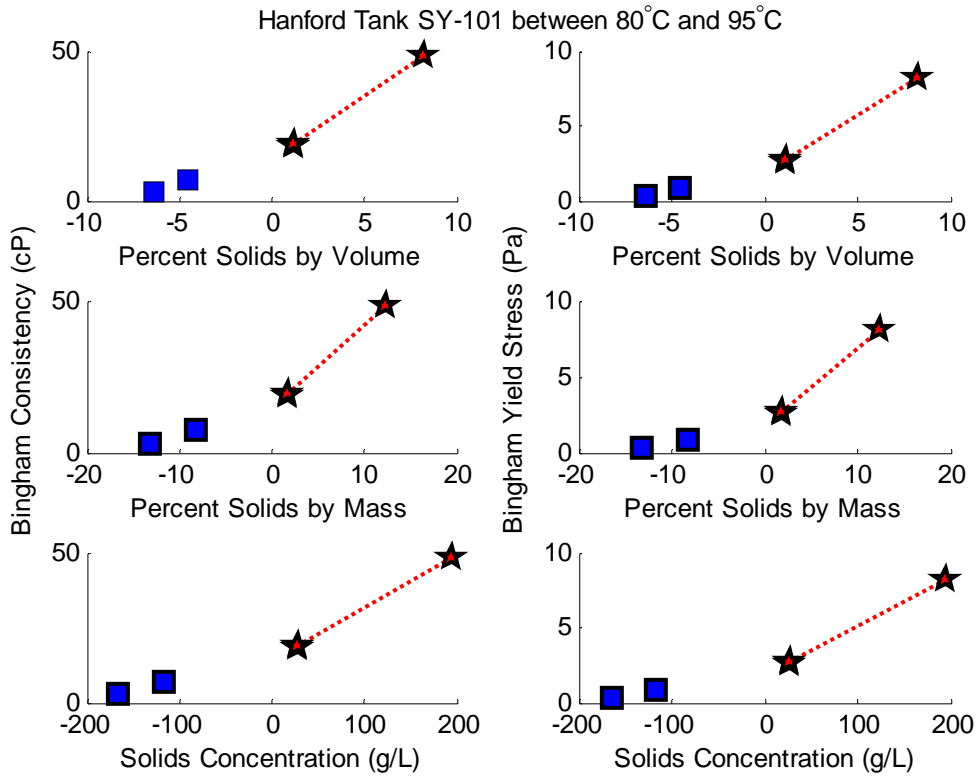 Hanford Tank SY-101 between 80°C and 95°C
50
0
-10 -5 0 5 10
Percent Solids by Volume
10
5
0
-10 -5 0 5 10
Percent Solids by Volume
Bingham Consistency (cP)
50
0
-20 -10 0 10 20
Percent Solids by Mass
Bingham Yield Stress (Pa)
10
5
0
-20 -10 0 10 20
Percent Solids by Mass
50
0
-200 -100 0 100 200
Solids Concentration (g/L)
10
5
0
-200 -100 0 100 200
Solids Concentration (g/L)